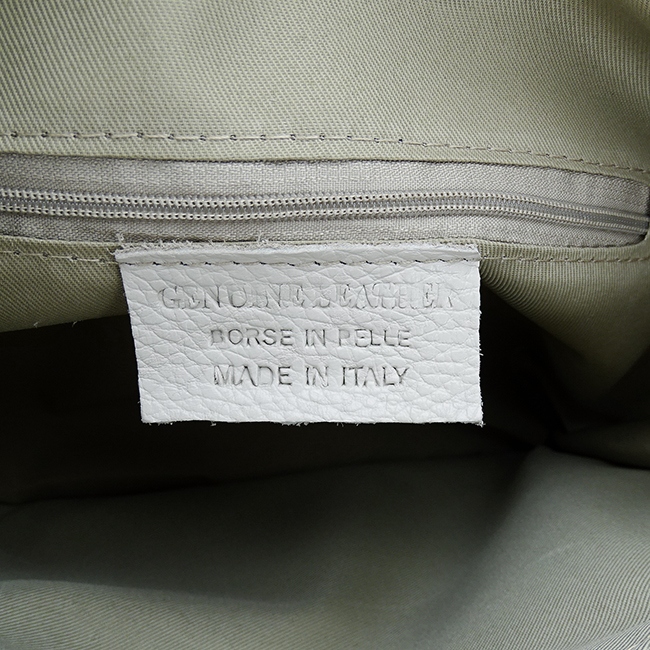 GENUINE LEATHER
BORSE IN PELLE
MADE IN ITALY